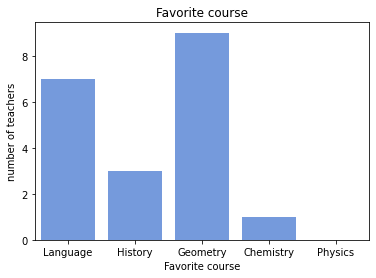 Favorite course
number of teachers
8
6
4
2
0
Language History Geometry Chemistry Physics
Favorite course